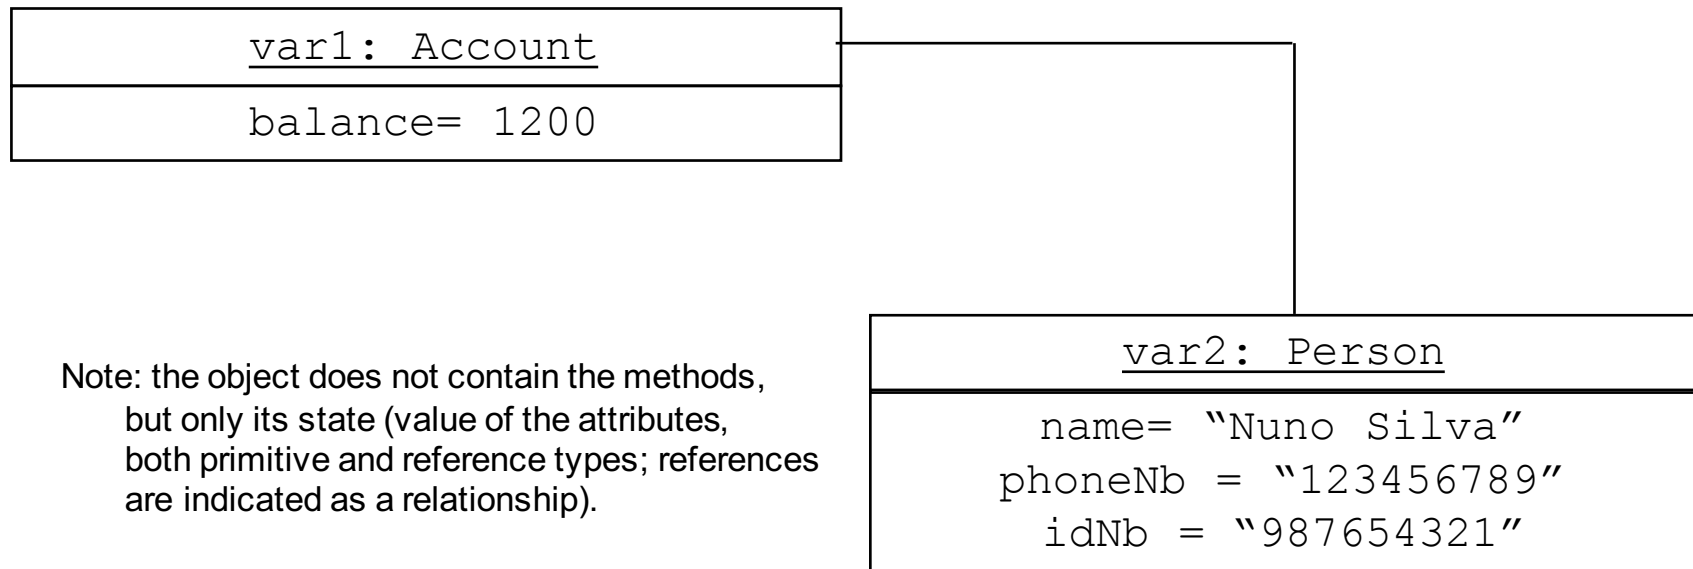 var1: Account
balance= 1200
Note: the object does not contain the methods,
but only its state (value of the attributes,
both primitive and reference types; references
are indicated as a relationship).
var2: Person
name= “Nuno Silva”
phoneNb = “123456789”
idNb = “987654321”